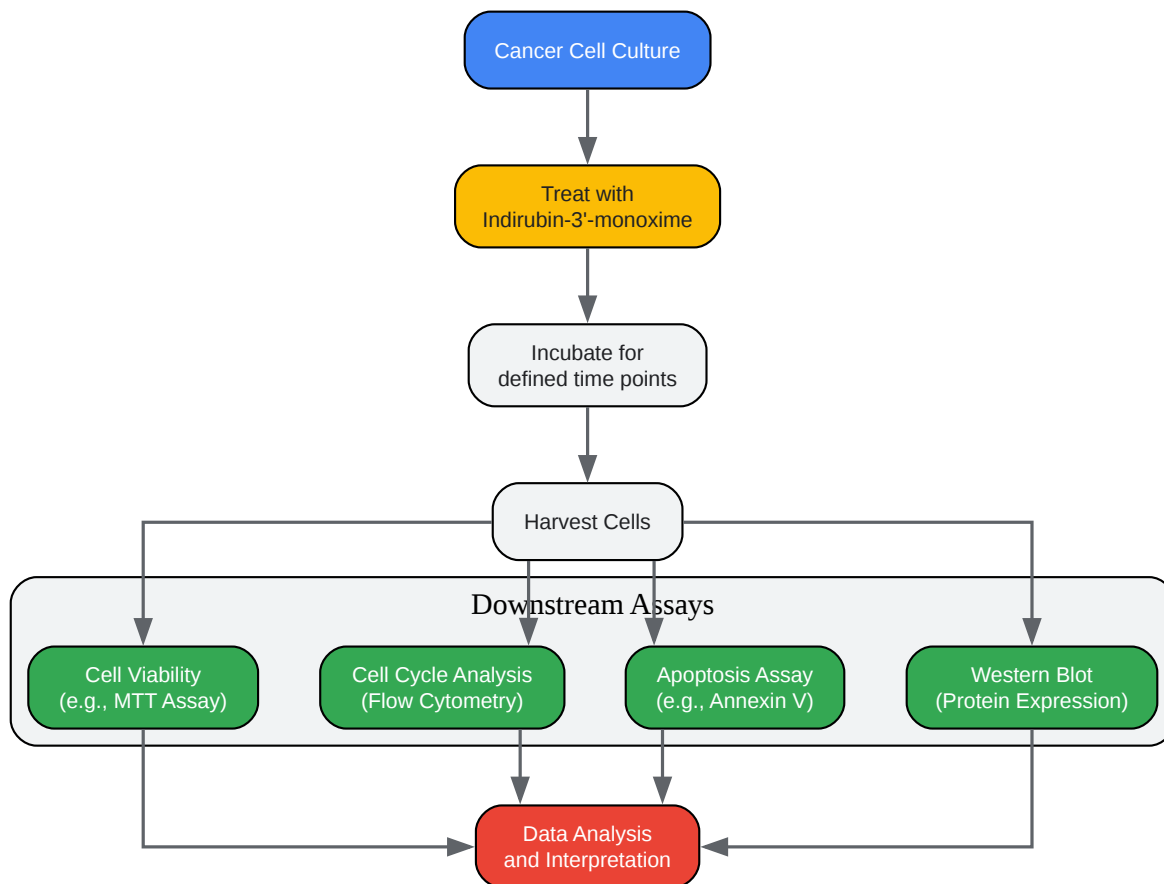 Cancer Cell Culture
Treat with
Indirubin-3'-monoxime
Incubate for
defined time points
Harvest Cells
Downstream Assays
Cell Viability
(e.g., MTT Assay)
Cell Cycle Analysis
(Flow Cytometry)
Apoptosis Assay
(e.g., Annexin V)
Western Blot
(Protein Expression)
Data Analysis
and Interpretation